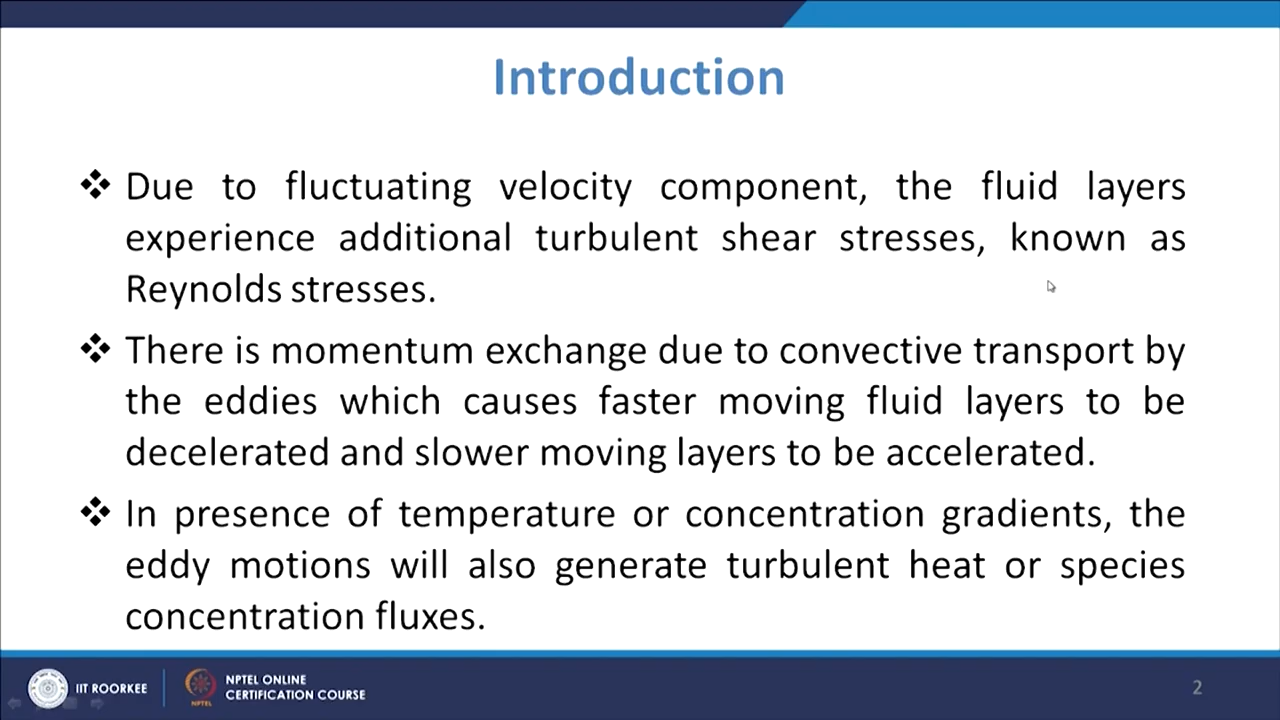 Introduction
❖ Due to fluctuating velocity component, the fluid layers
experience additional turbulent shear stresses, known as
Reynolds stresses.
❖ There is momentum exchange due to convective transport by
the eddies which causes faster moving fluid layers to be
decelerated and slower moving layers to be accelerated.
❖ In presence of temperature or concentration gradients, the
eddy motions will also generate turbulent heat or species
concentration fluxes.
IIT ROORKEE
NPTEL
NPTEL ONLINE
CERTIFICATION COURSE
2